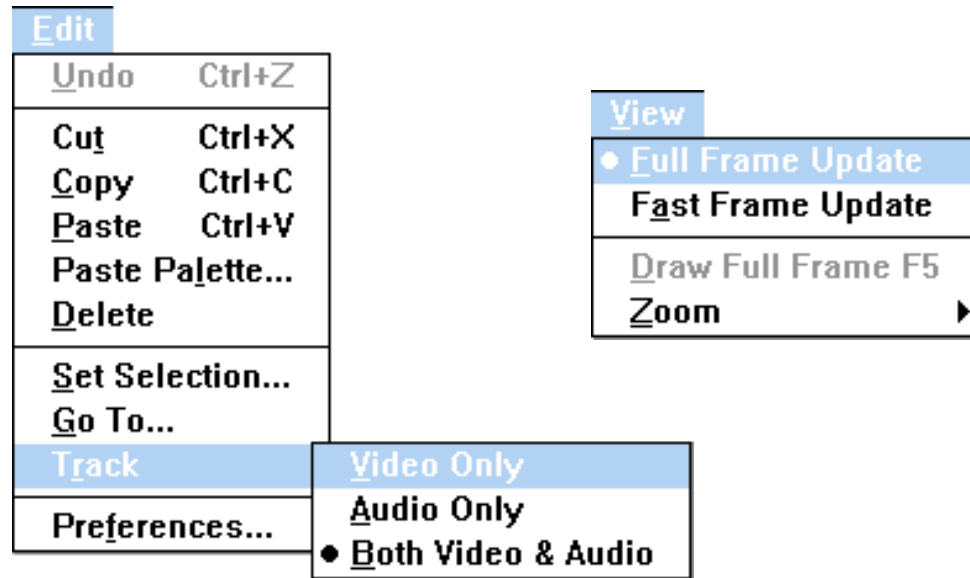 Edit
Undo Ctrl+Z
Cut Ctrl+X
Copy Ctrl+C
Paste Ctrl+V
Paste Palette...
Delete
Set Selection...
Go To...
Track
Preferences...
Video Only
Audio Only
Both Video & Audio
View
Full Frame Update
Fast Frame Update
Draw Full Frame F5
Zoom